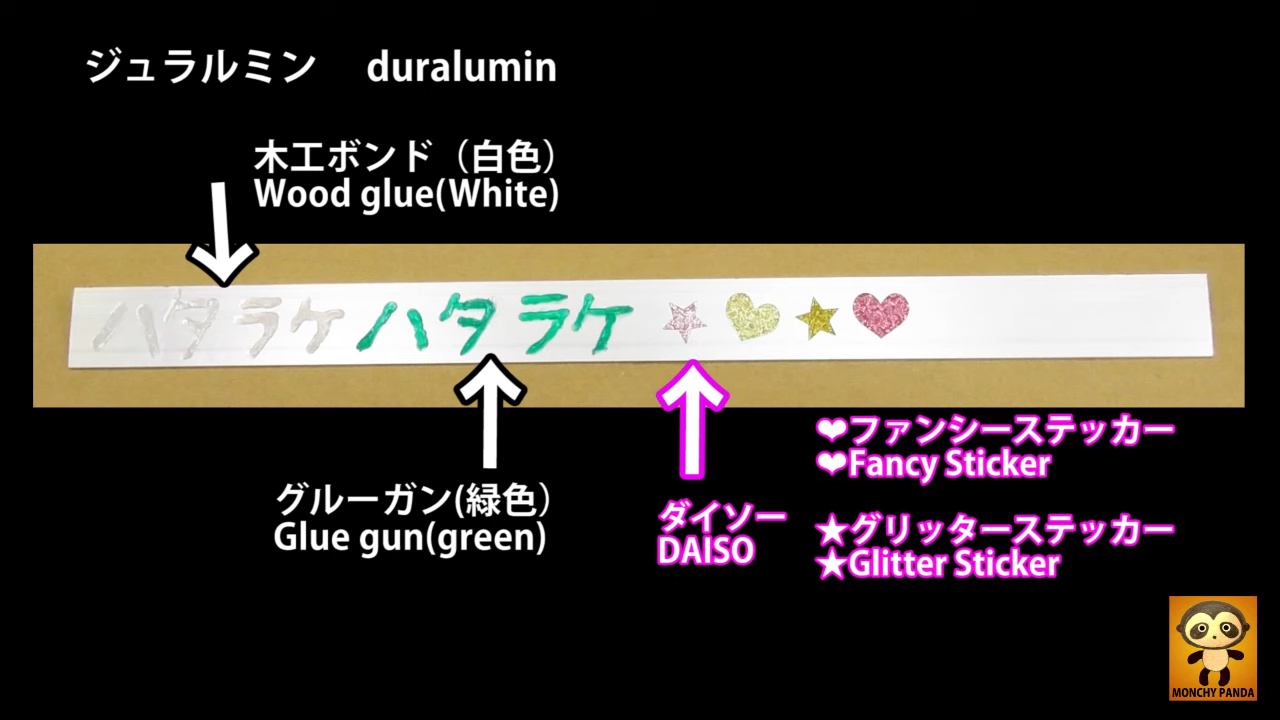 ジュラルミン duralumin
木工ボンド（白色）
Wood glue(White)
ハタラケハタラケ
グルーガン(緑色）
Glue gun(green)
ダイソー
DAISO
❤ファンシーステッカー
❤Fancy Sticker
★グリッターステッカー
★Glitter Sticker
MONCHY PANDA